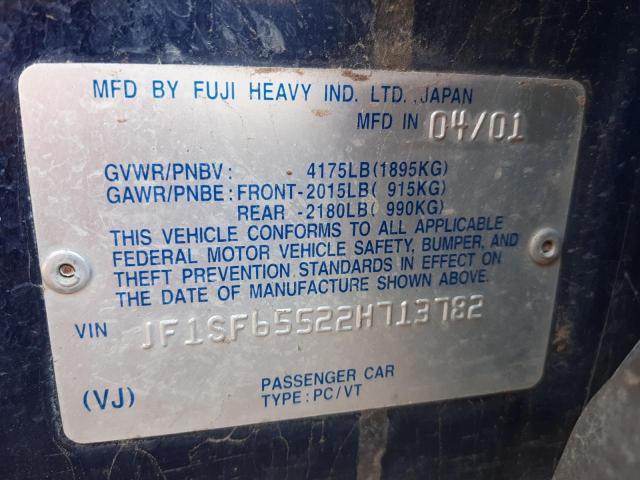 MFD BY FUJI HEAVY IND. LTD., JAPAN
MFD IN 04/01
GVWR/PNBV: 4175LB(1895KG)
GAWR/PNBE: FRONT-2015LB( 915KG)
REAR -2180LB( 990KG)
THIS VEHICLE CONFORMS TO ALL APPLICABLE
FEDERAL MOTOR VEHICLE SAFETY, BUMPER, AND
THEFT PREVENTION STANDARDS IN EFFECT ON
THE DATE OF MANUFACTURE SHOWN ABOVE.
VIN JF1SF65522H713782
(VJ) PASSENGER CAR
TYPE: PC/VT